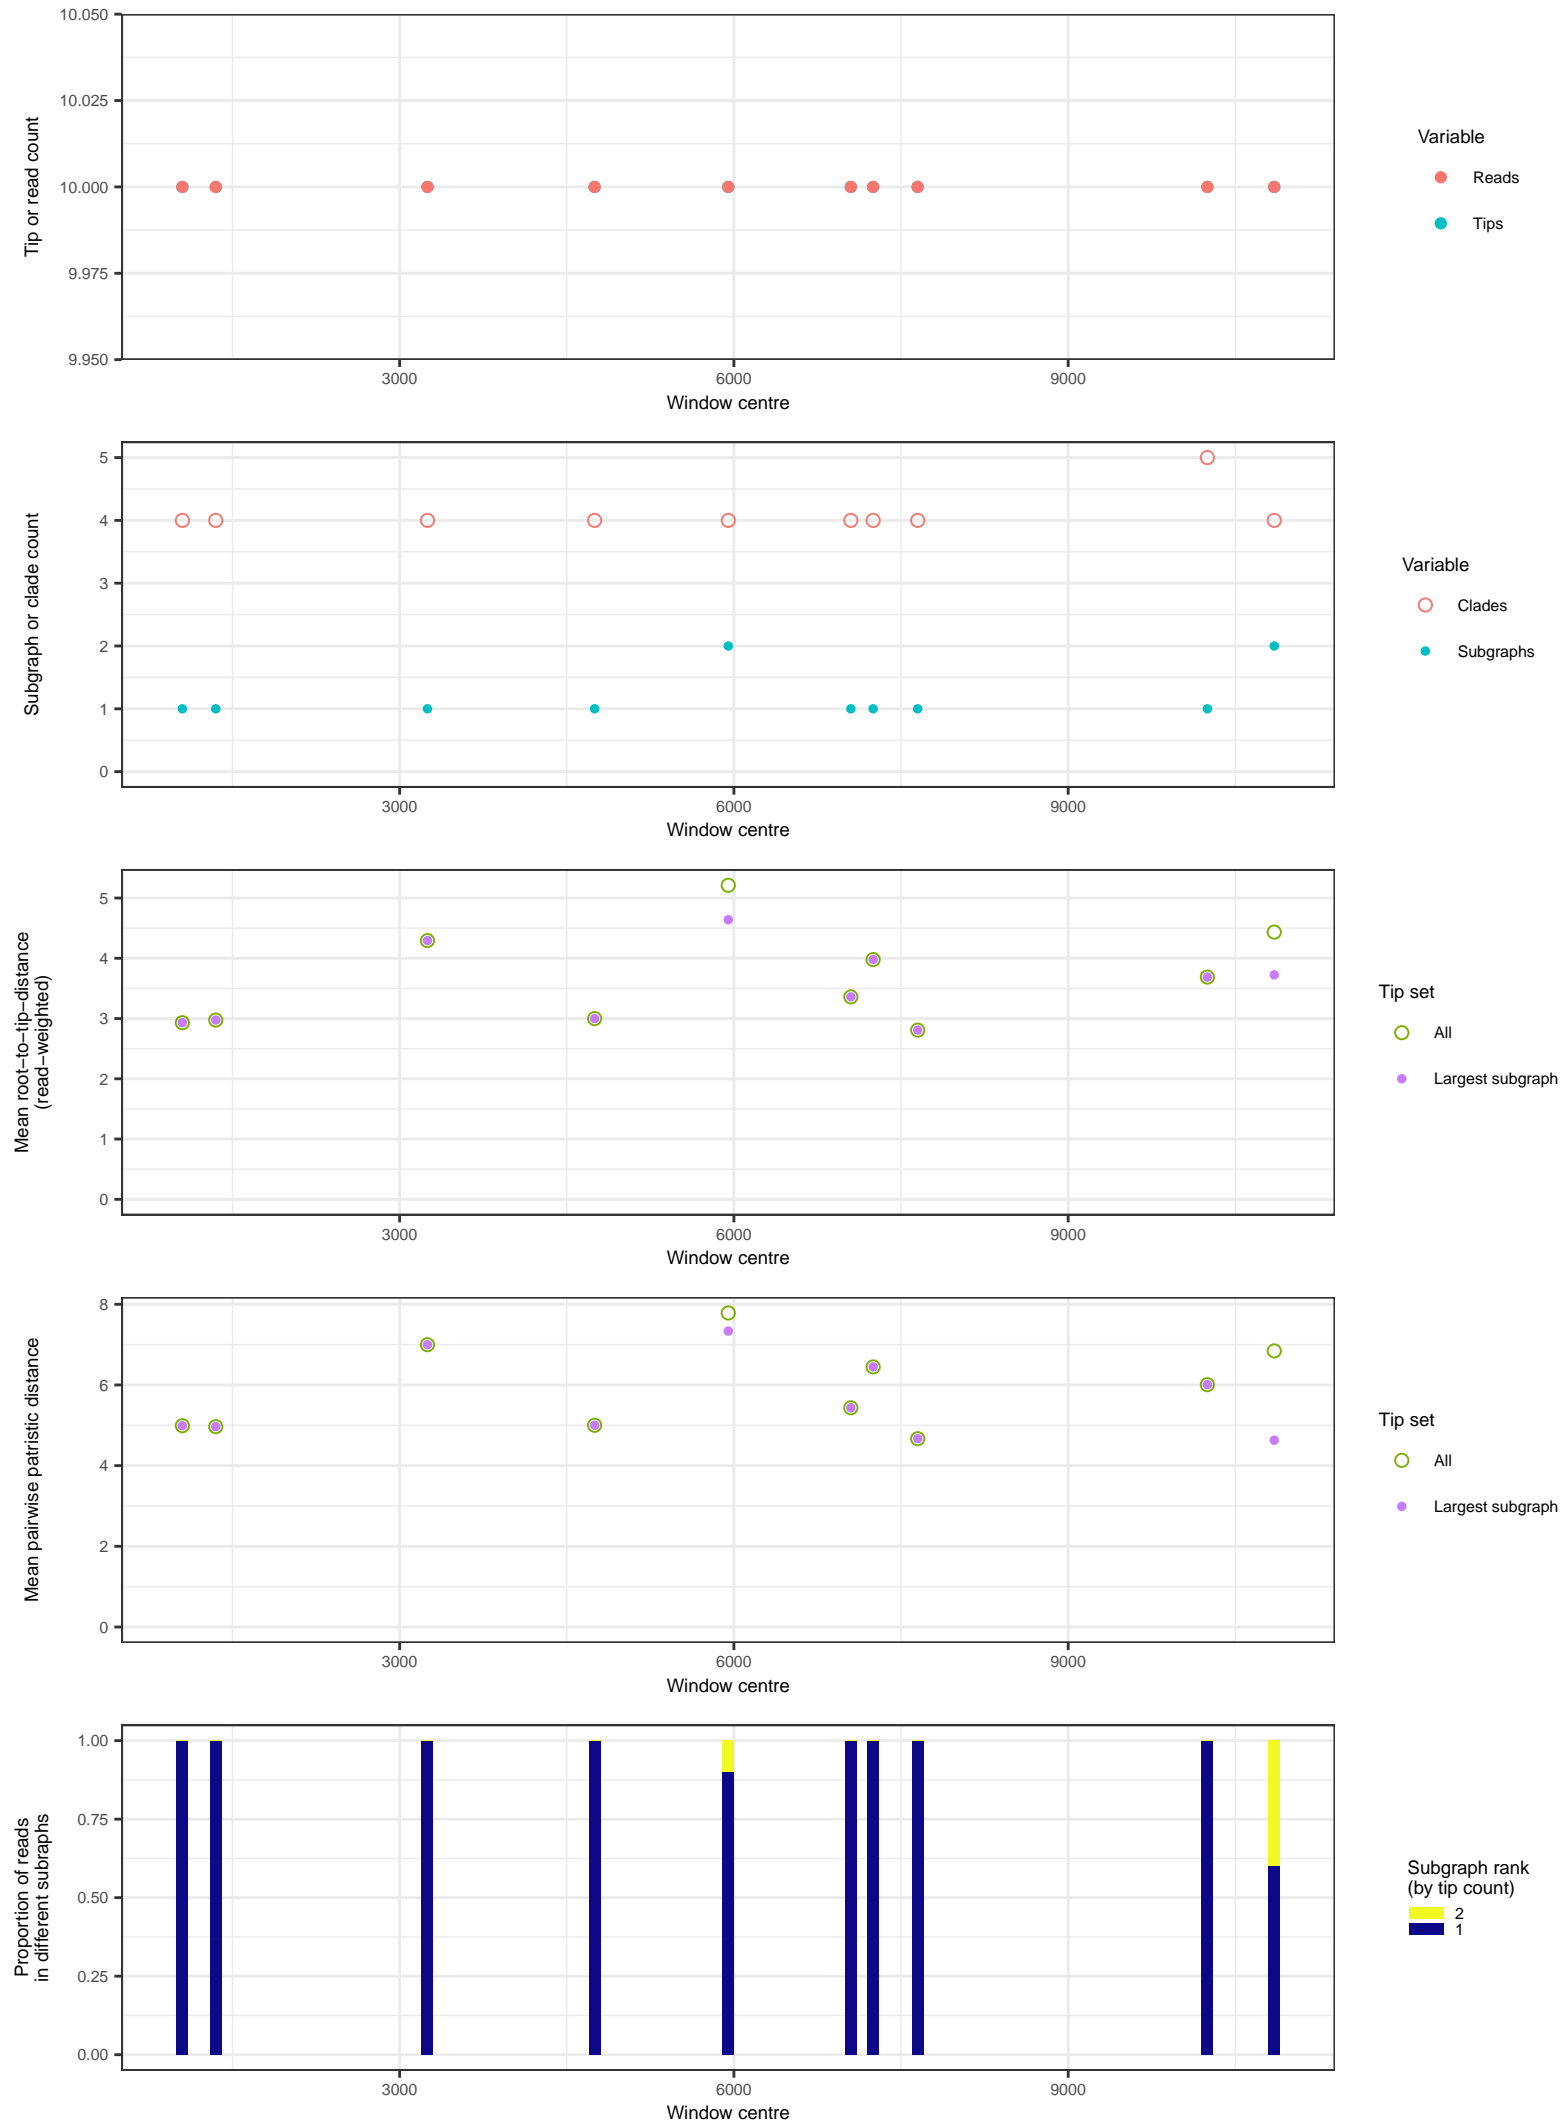 10.050
10.025
10.000
9.975
9.950
Tip or read count
3000 6000 9000
Window centre
Variable
Reads
Tips
5
4
3
2
1
0
Subgraph or clade count
3000 6000 9000
Window centre
Variable
Clades
Subgraphs
5
4
3
2
1
0
Mean root−to−tip−distance
(read−weighted)
3000 6000 9000
Window centre
Tip set
All
Largest subgraph
8
6
4
2
0
Mean pairwise patristic distance
3000 6000 9000
Window centre
Tip set
All
Largest subgraph
1.00
0.75
0.50
0.25
0.00
Proportion of reads
in different subraphs
3000 6000 9000
Window centre
Subgraph rank
(by tip count)
2
1